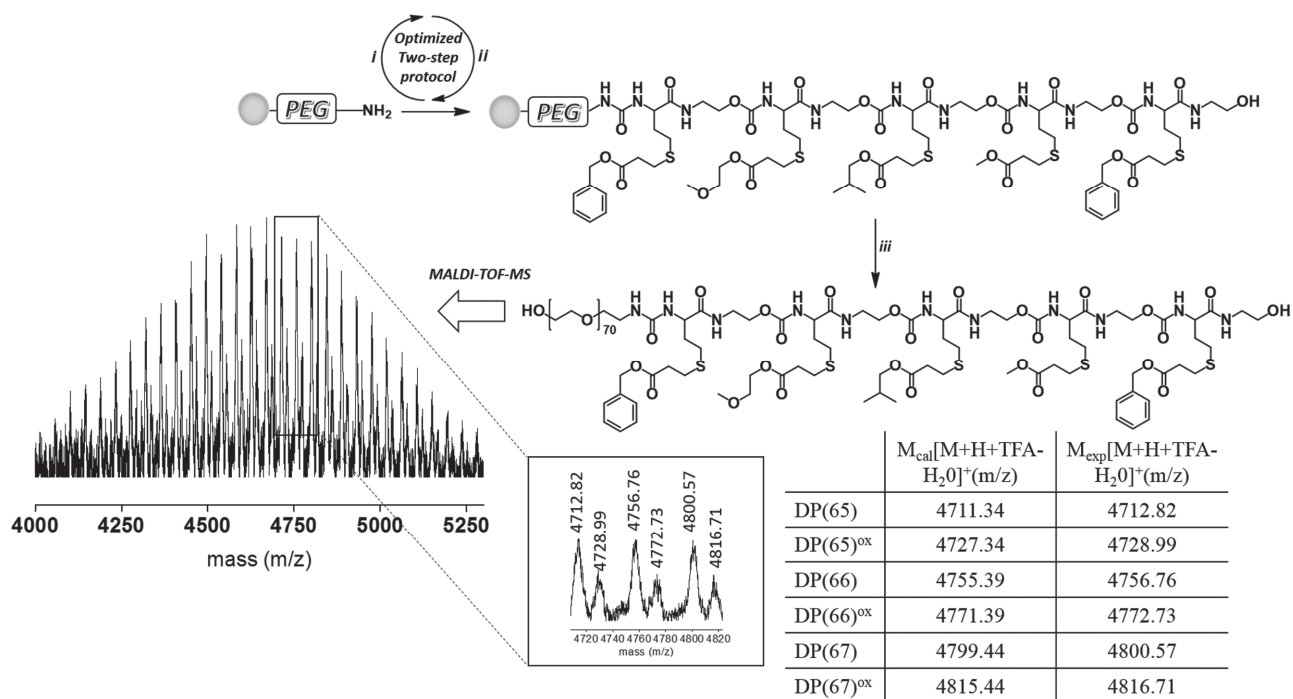 Optimized
Two-step
protocol
i
ii
PEG
NH2
PEG
iii
MALDI-TOF-MS
HO
70
OH
4000 4250 4500 4750 5000 5250
mass (m/z)
4712.82
4728.99
4756.76
4772.73
4800.57
4816.71
4720 4740 4760 4780 4800 4820
mass (m/z)
Mcal[M+H+TFA-H20]+(m/z) Mexp[M+H+TFA-H20]+(m/z)
DP(65) 4711.34 4712.82
DP(65)ox 4727.34 4728.99
DP(66) 4755.39 4756.76
DP(66)ox 4771.39 4772.73
DP(67) 4799.44 4800.57
DP(67)ox 4815.44 4816.71